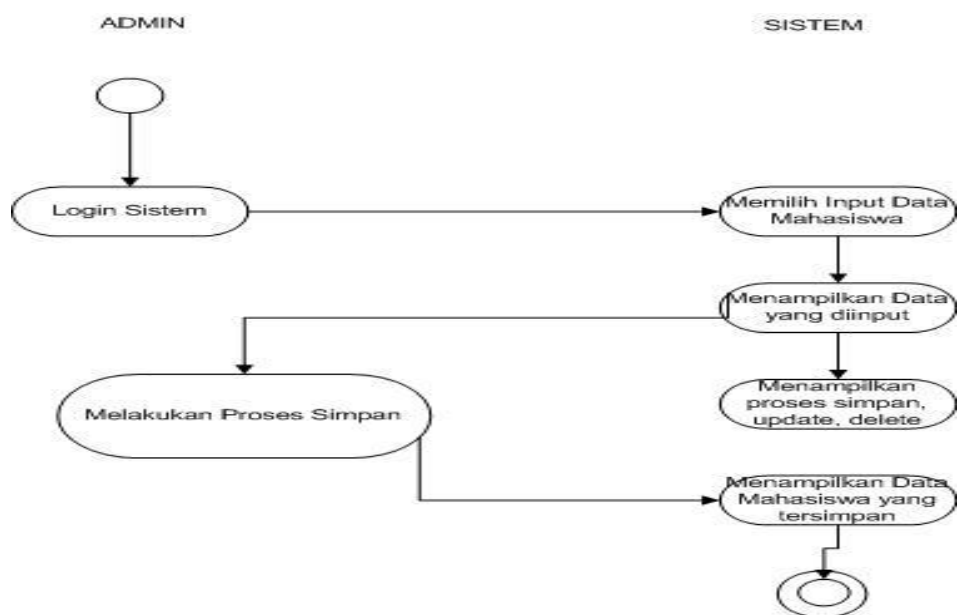 ADMIN
SISTEM
Login Sistem
Memilih Input Data
Mahasiswa
Menampilkan Data
yang diinput
Melakukan Proses Simpan
Menampilkan
proses simpan,
update, delete
Menampilkan Data
Mahasiswa yang
tersimpan